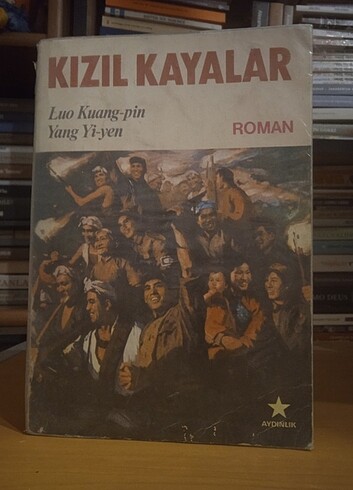 KIZIL KAYALAR
Luo Kuang-pin
Yang Yi-yen
ROMAN
AYDINLIK